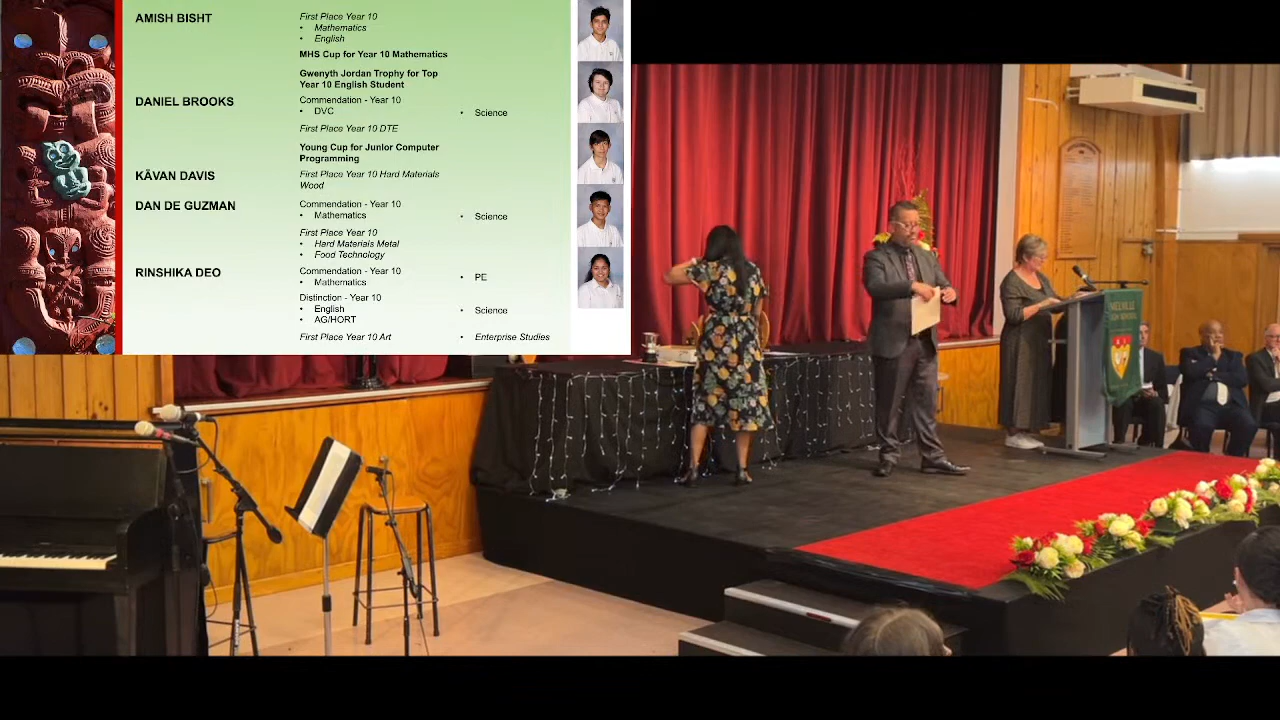 AMISH BISHT
First Place Year 10
• Mathematics
• English
MHS Cup for Year 10 Mathematics
Gwenyth Jordan Trophy for Top
Year 10 English Student
DANIEL BROOKS
Commendation - Year 10
• DVC
• Science
First Place Year 10 DTE
Young Cup for Junior Computer
Programming
KĀVAN DAVIS
First Place Year 10 Hard Materials
Wood
DAN DE GUZMAN
Commendation - Year 10
• Mathematics
• Science
First Place Year 10
• Hard Materials Metal
• Food Technology
RINSHIKA DEO
Commendation - Year 10
• Mathematics
• PE
Distinction - Year 10
• English
• Science
• AG/HORT
First Place Year 10 Art
• Enterprise Studies
MELVILLE
HIGH SCHOOL